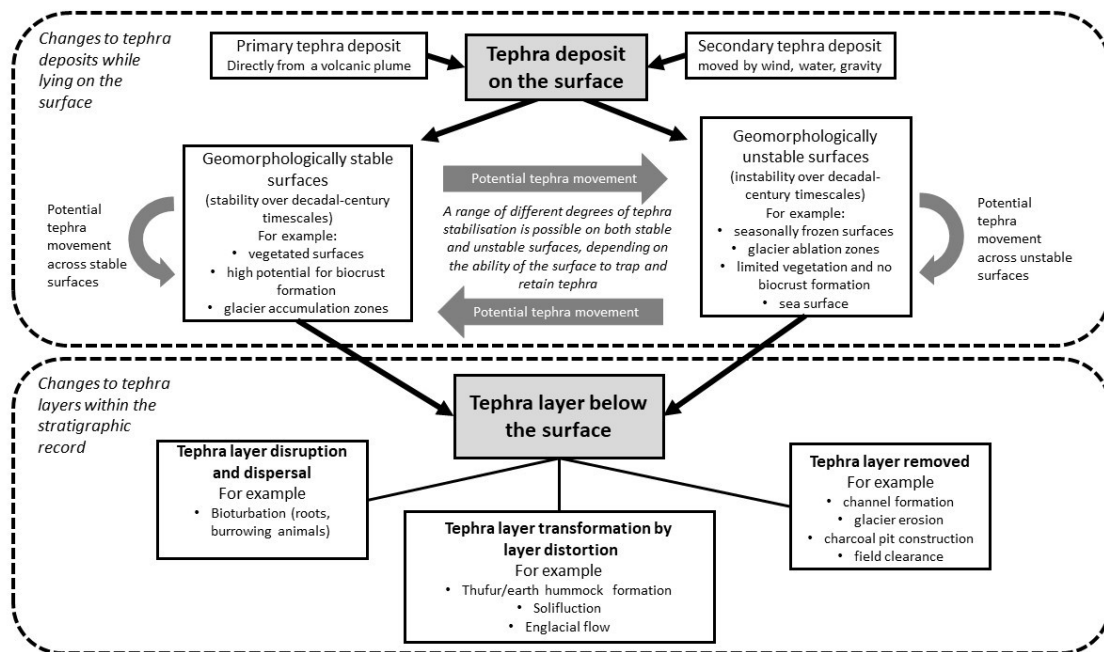 Changes to tephra
deposits while
lying on the
surface
Primary tephra deposit
Directly from a volcanic plume
Tephra deposit
on the surface
Secondary tephra deposit
moved by wind, water, gravity
Geomorphologically stable
surfaces
(stability over decadal-century
timescales)
For example:
• vegetated surfaces
• high potential for biocrust
formation
• glacier accumulation zones
Potential
tephra
movement
across stable
surfaces
Potential tephra movement
A range of different degrees of tephra
stabilisation is possible on both stable
and unstable surfaces, depending on
the ability of the surface to trap and
retain tephra
Potential tephra movement
Geomorphologically
unstable surfaces
(instability over decadal-
century timescales)
For example:
• seasonally frozen surfaces
• glacier ablation zones
• limited vegetation and no
biocrust formation
• sea surface
Potential
tephra
movement
across unstable
surfaces
Changes to tephra
layers within the
stratigraphic
record
Tephra layer below
the surface
Tephra layer disruption
and dispersal
For example
• Bioturbation (roots,
burrowing animals)
Tephra layer transformation by
layer distortion
For example
• Thufur/earth hummock formation
• Solifluction
• Englacial flow
Tephra layer removed
For example
• channel formation
• glacier erosion
• charcoal pit construction
• field clearance